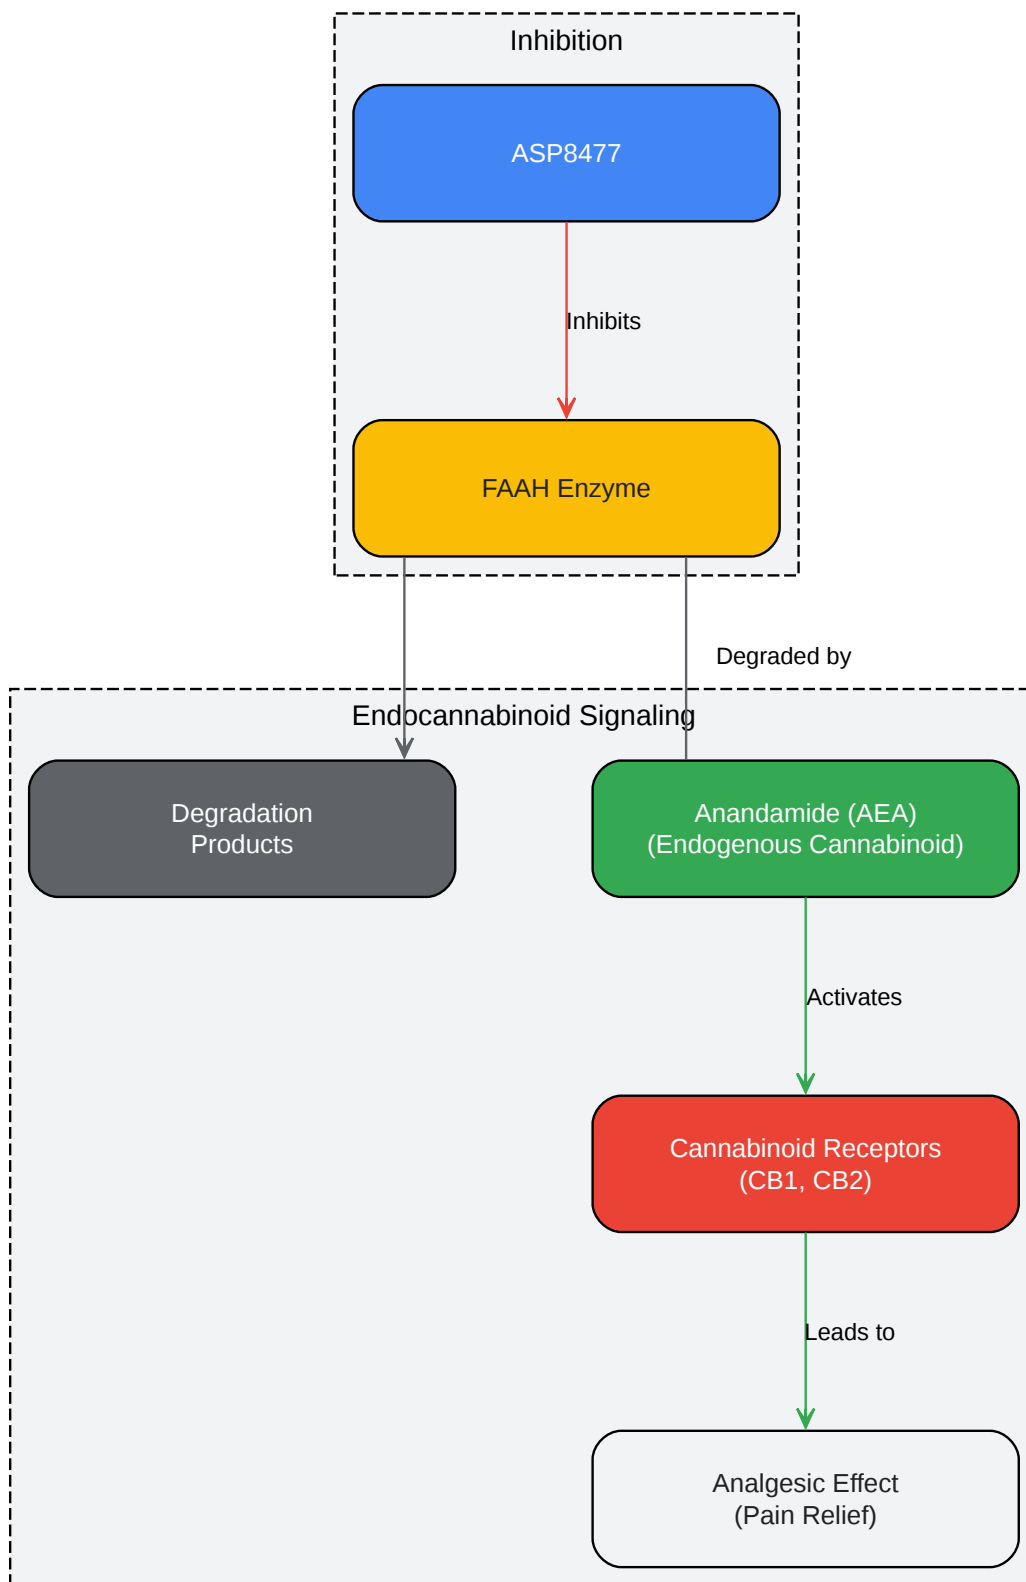 Inhibition
ASP8477
Inhibits
FAAH Enzyme
Degraded by
Endocannabinoid Signaling
Degradation
Products
Anandamide (AEA)
(Endogenous Cannabinoid)
Activates
Cannabinoid Receptors
(CB1, CB2)
Leads to
Analgesic Effect
(Pain Relief)